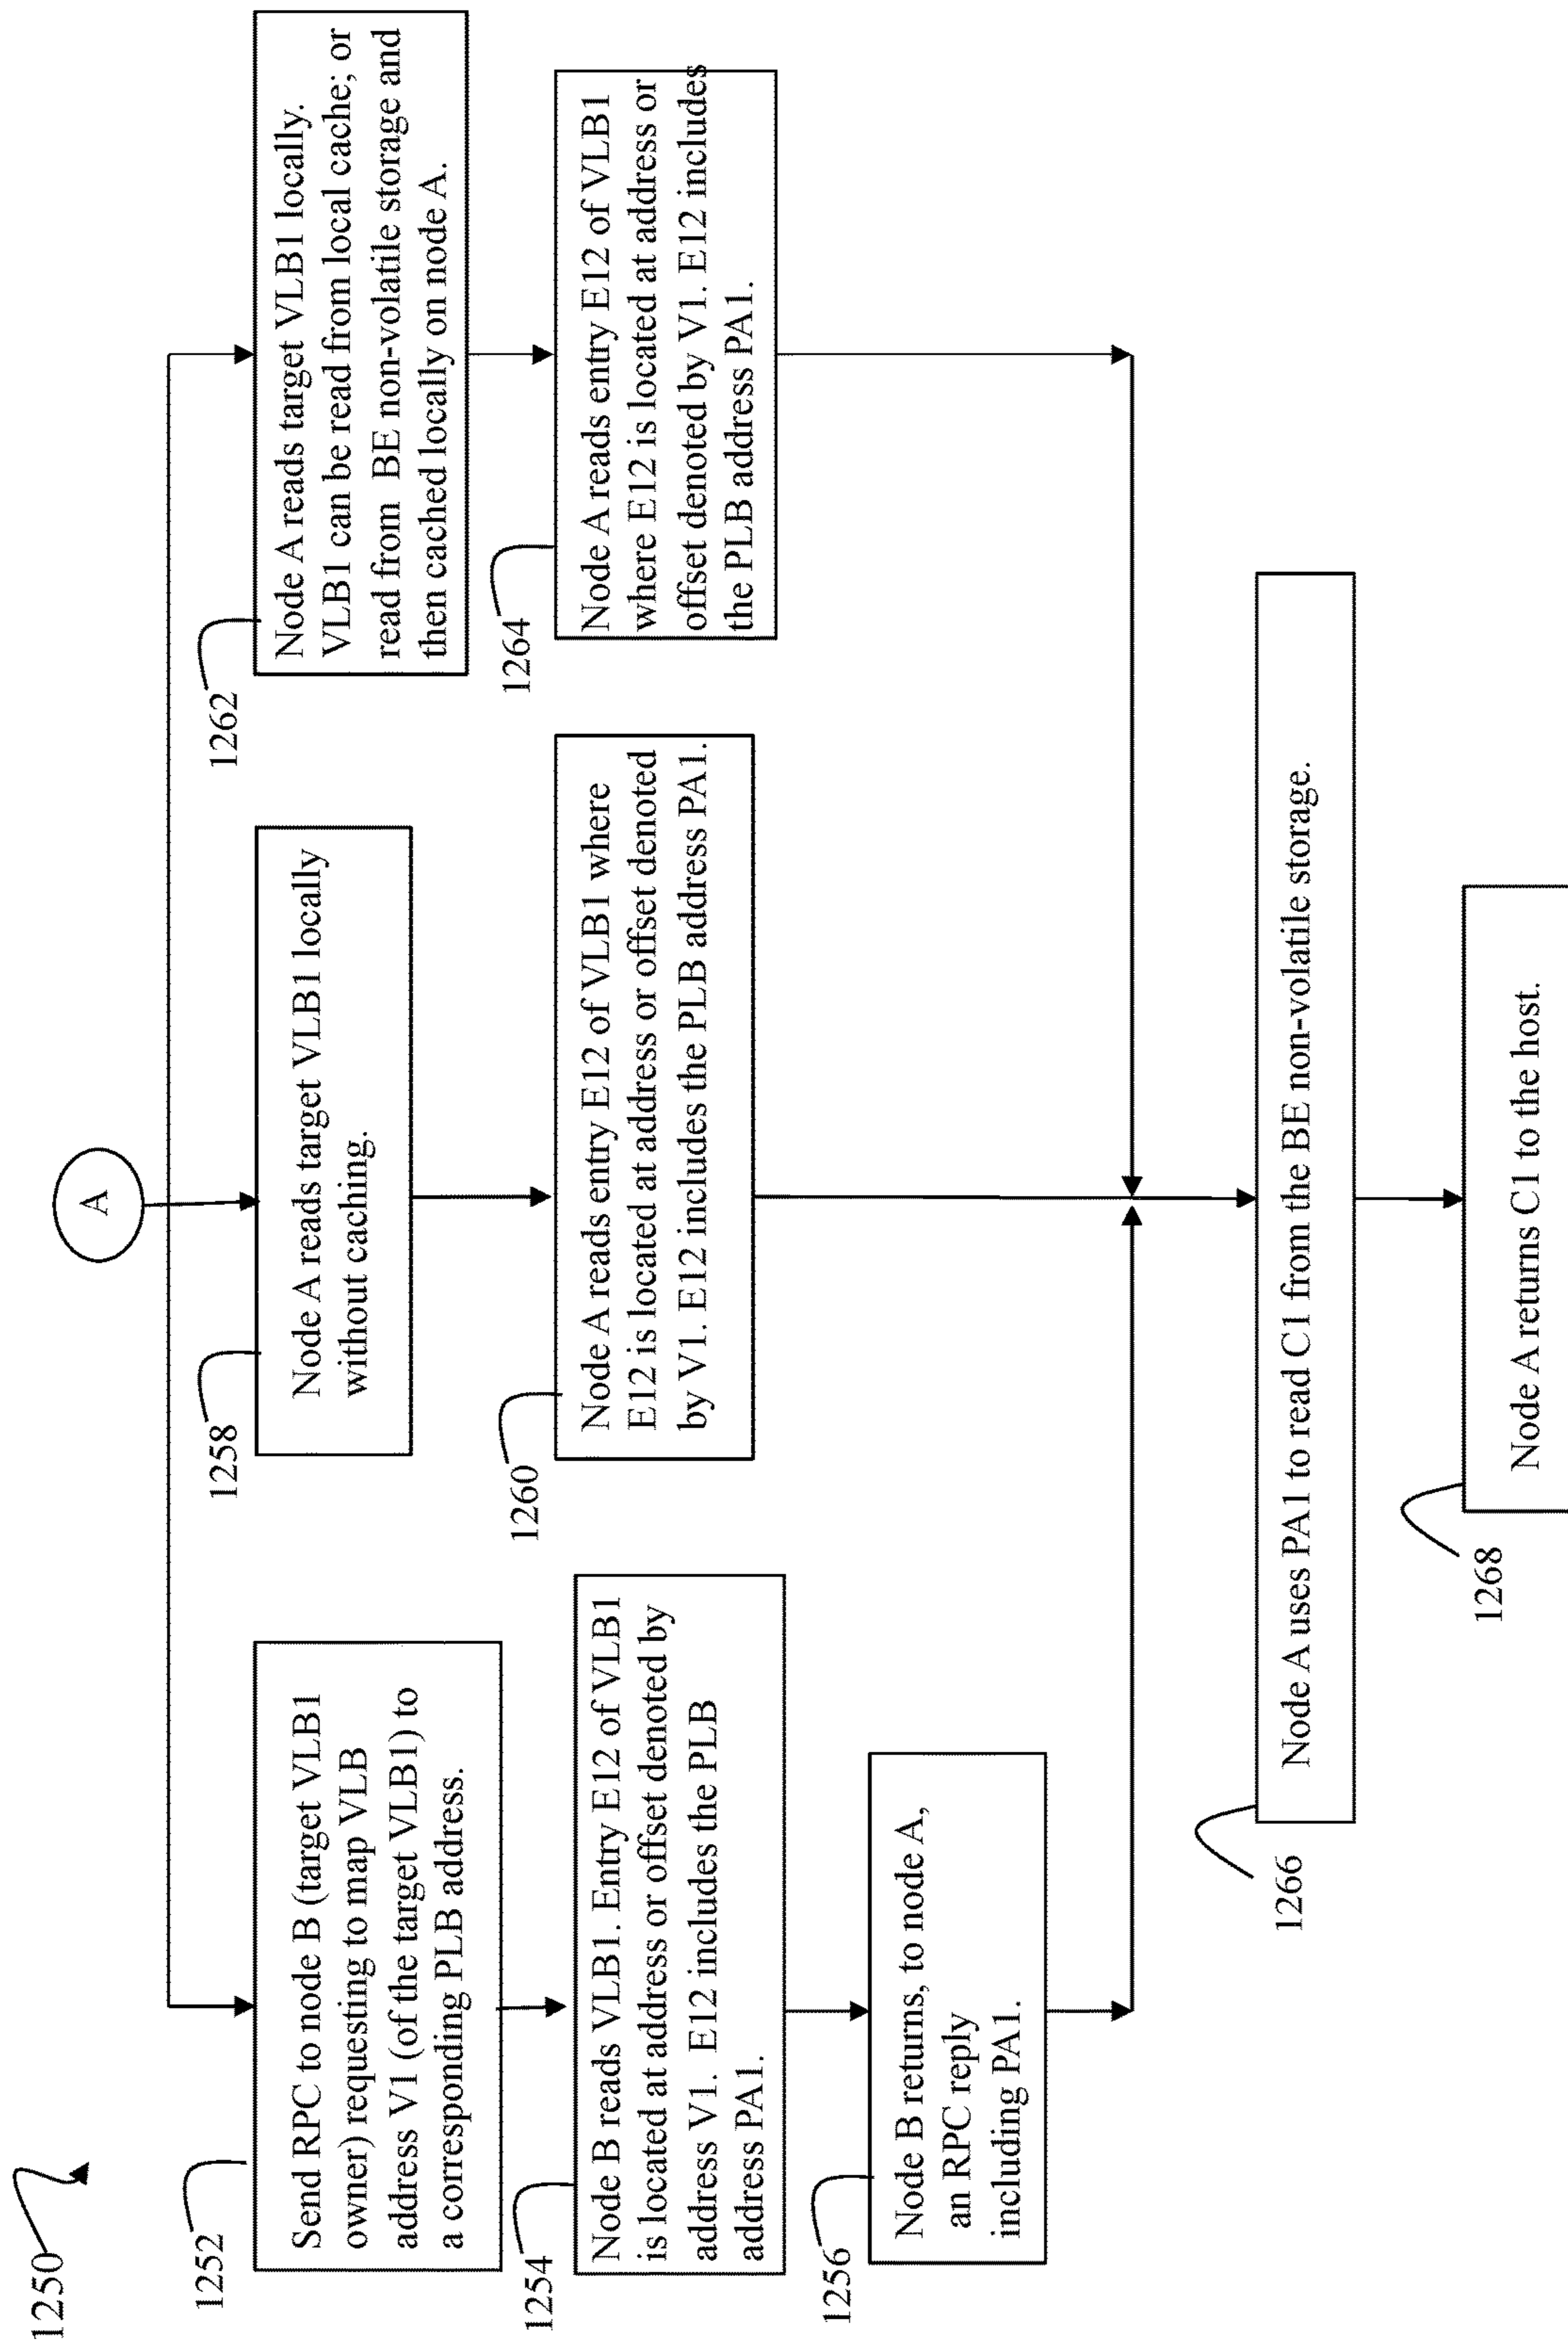 1250
A
1252
Send RPC to node B (target VLB1
owner) requesting to map VLB
address V1 (of the target VLB1) to
a corresponding PLB address.
1254
Node B reads VLB1. Entry E12 of VLB1
is located at address or offset denoted by
address V1. E12 includes the PLB
address PA1.
1256
Node B returns, to node A,
an RPC reply
including PA1.
1258
Node A reads target VLB1 locally
without caching.
1260
Node A reads entry E12 of VLB1 where
E12 is located at address or offset denoted
by V1. E12 includes the PLB address PA1.
1262
Node A reads target VLB1 locally.
VLB1 can be read from local cache; or
read from BE non-volatile storage and
then cached locally on node A.
1264
Node A reads entry E12 of VLB1
where E12 is located at address or
offset denoted by V1. E12 includes
the PLB address PA1.
1266
Node A uses PA1 to read C1 from the BE non-volatile storage.
1268
Node A returns C1 to the host.